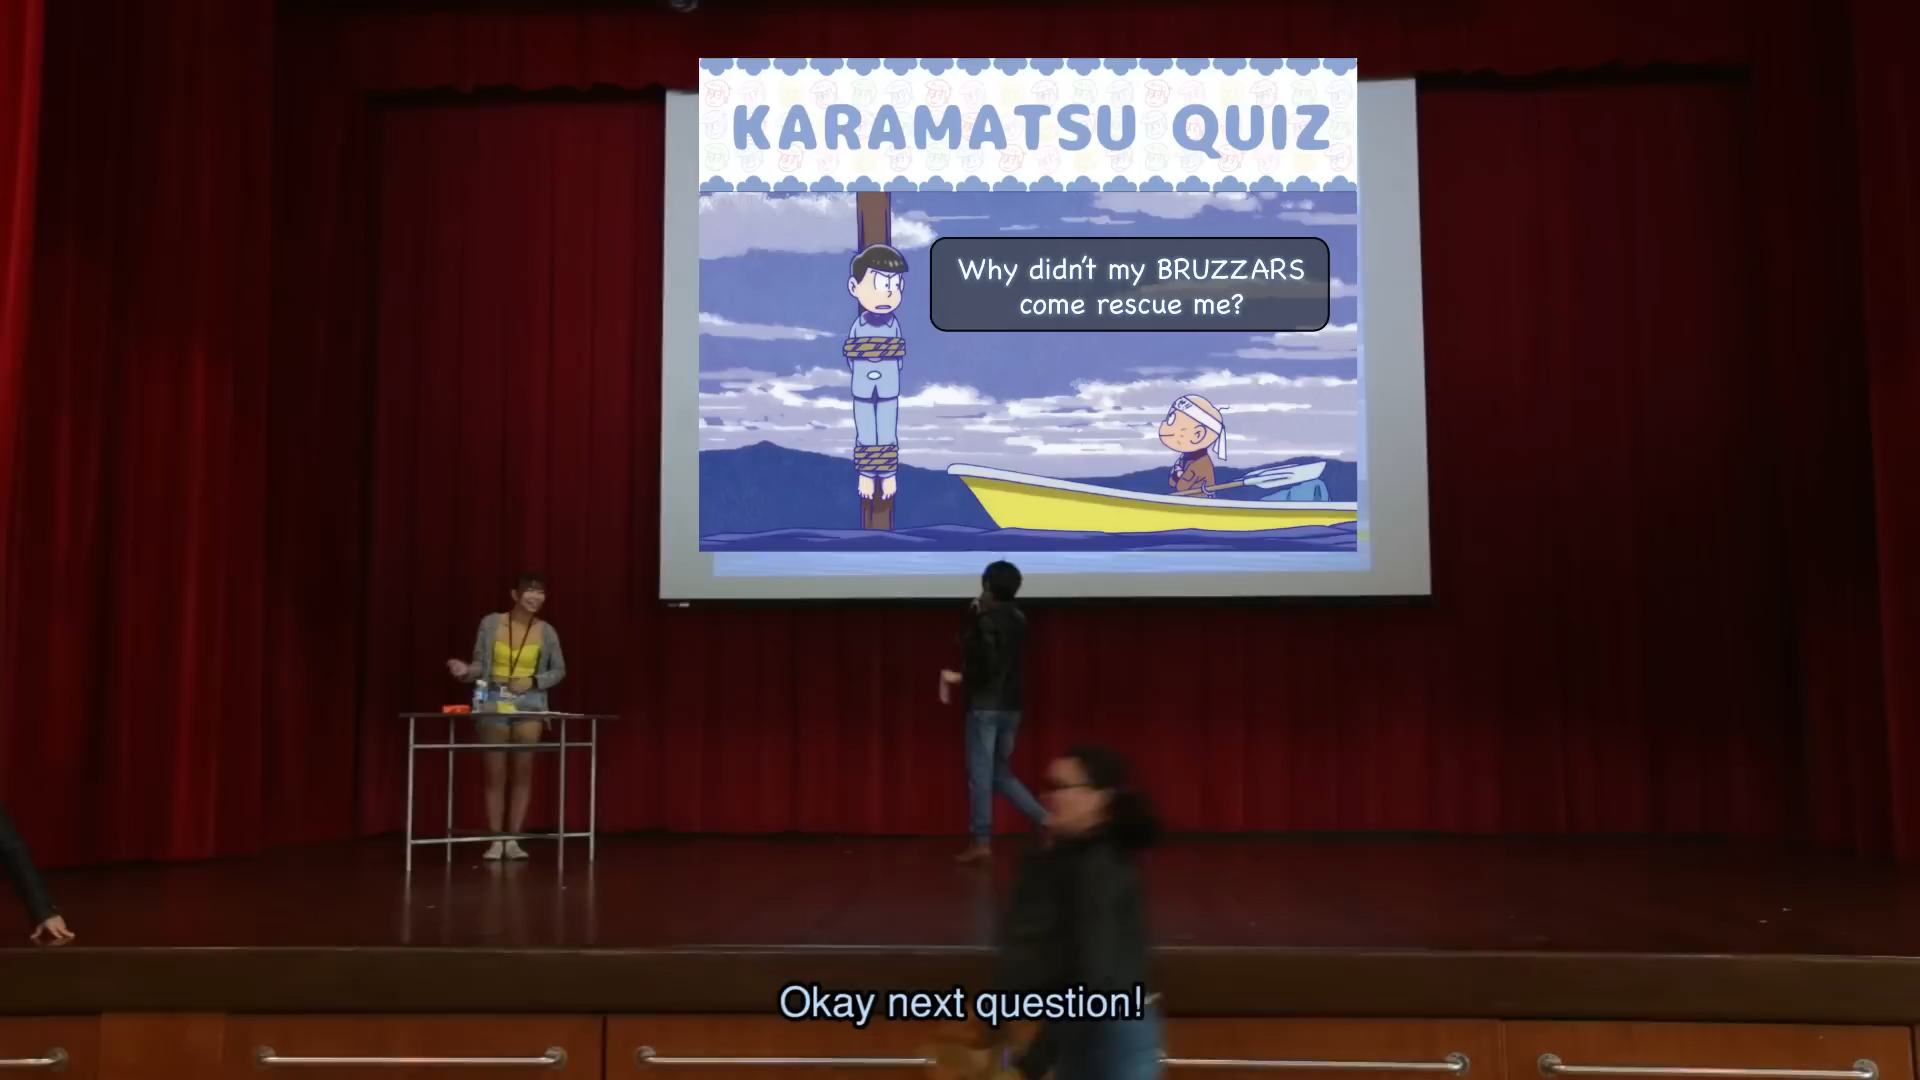 KARAMATSU QUIZ
Why didn't my BRUZZARS
come rescue me?
Okay next question!